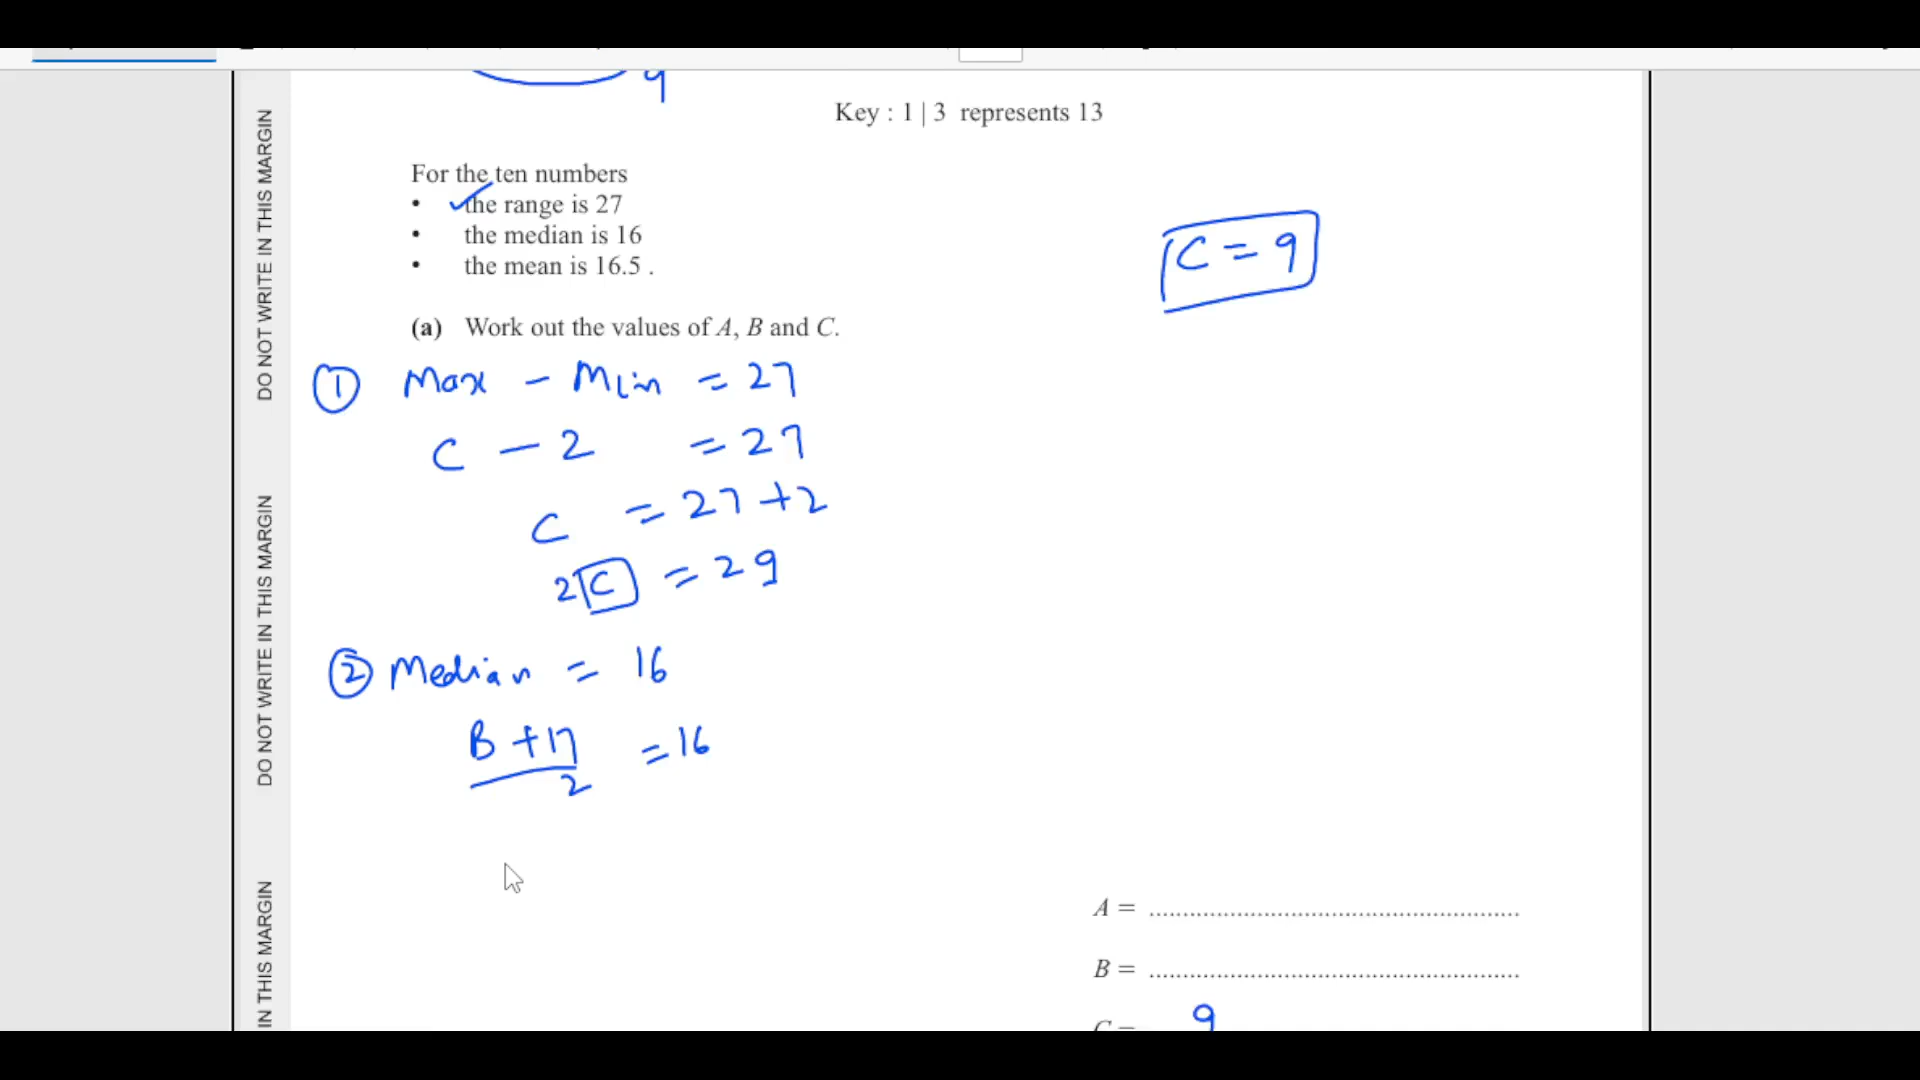 9
Key : 1 | 3 represents 13
For the ten numbers
• the range is 27
• the median is 16
• the mean is 16.5 .
C = 9
(a) Work out the values of A, B and C.
① Max - Min = 27
C - 2 = 27
C = 27 + 2
2 C = 29
② Median = 16
B + 17 = 16
2
A =
B =
C = 9
DO NOT WRITE IN THIS MARGIN
DO NOT WRITE IN THIS MARGIN
IN THIS MARGIN